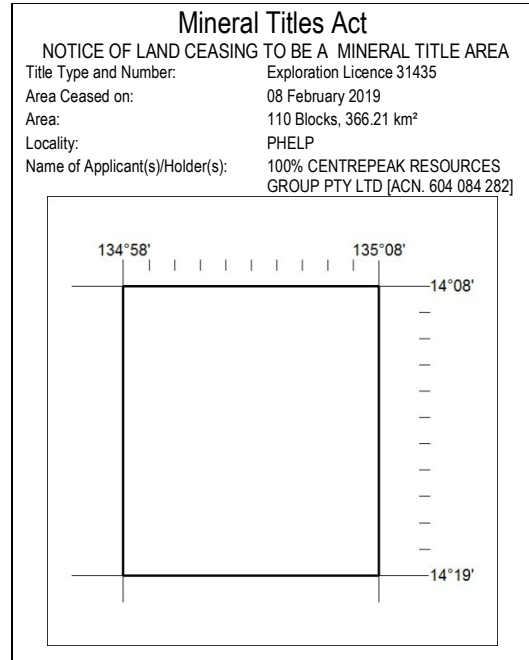 Mineral Titles Act
NOTICE OF LAND CEASING TO BE A MINERAL TITLE AREA
Title Type and Number: Exploration Licence 31435
Area Ceased on: 08 February 2019
Area: 110 Blocks, 366.21 km²
Locality: PHELP
Name of Applicant(s)/Holder(s): 100% CENTREPEAK RESOURCES
GROUP PTY LTD [ACN. 604 084 282]
134°58' 135°08'
14°08'
14°19'